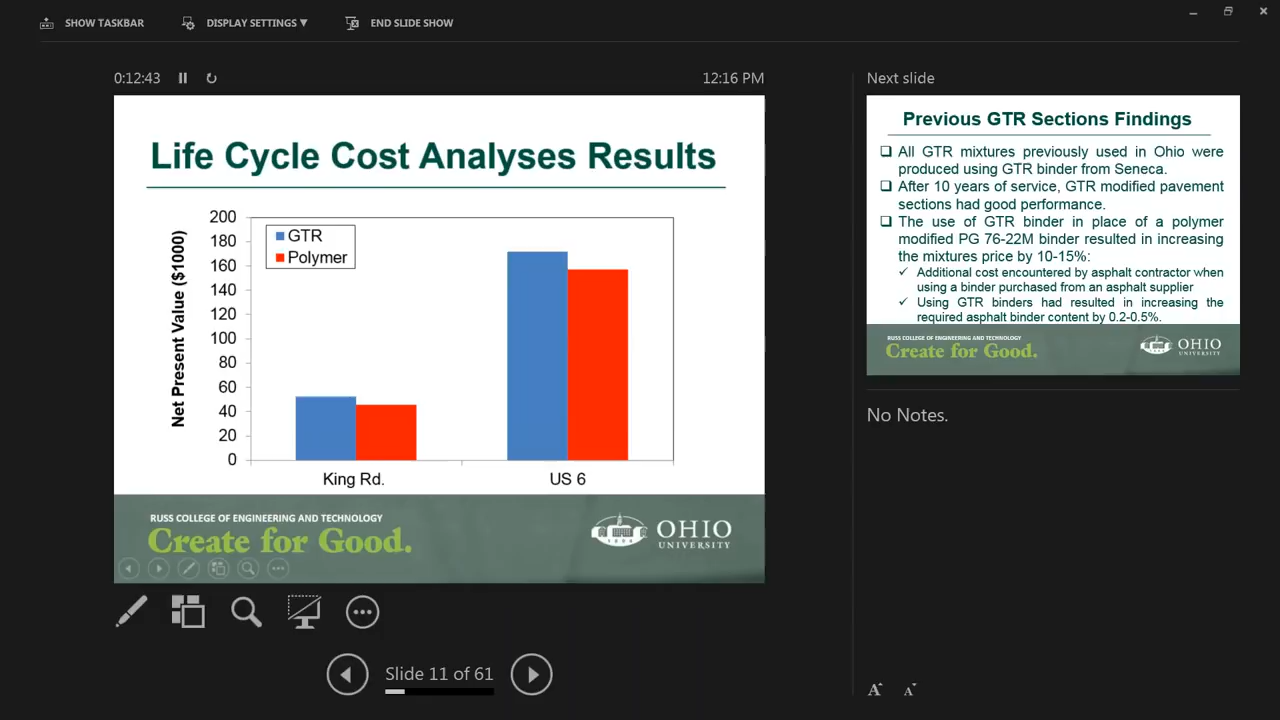 SHOW TASKBAR
DISPLAY SETTINGS ▼
END SLIDE SHOW
0:12:43
12:16 PM
Life Cycle Cost Analyses Results
Net Present Value ($1000)
200
180
160
140
120
100
80
60
40
20
0
GTR
Polymer
King Rd.
US 6
RUSS COLLEGE OF ENGINEERING AND TECHNOLOGY
Create for Good.
1804
OHIO
UNIVERSITY
Slide 11 of 61
Next slide
Previous GTR Sections Findings
All GTR mixtures previously used in Ohio were
produced using GTR binder from Seneca.
After 10 years of service, GTR modified pavement
sections had good performance.
The use of GTR binder in place of a polymer
modified PG 76-22M binder resulted in increasing
the mixtures price by 10-15%:
✓ Additional cost encountered by asphalt contractor when
using a binder purchased from an asphalt supplier
✓ Using GTR binders had resulted in increasing the
required asphalt binder content by 0.2-0.5%.
RUSS COLLEGE OF ENGINEERING AND TECHNOLOGY
Create for Good.
OHIO
UNIVERSITY
No Notes.
A A